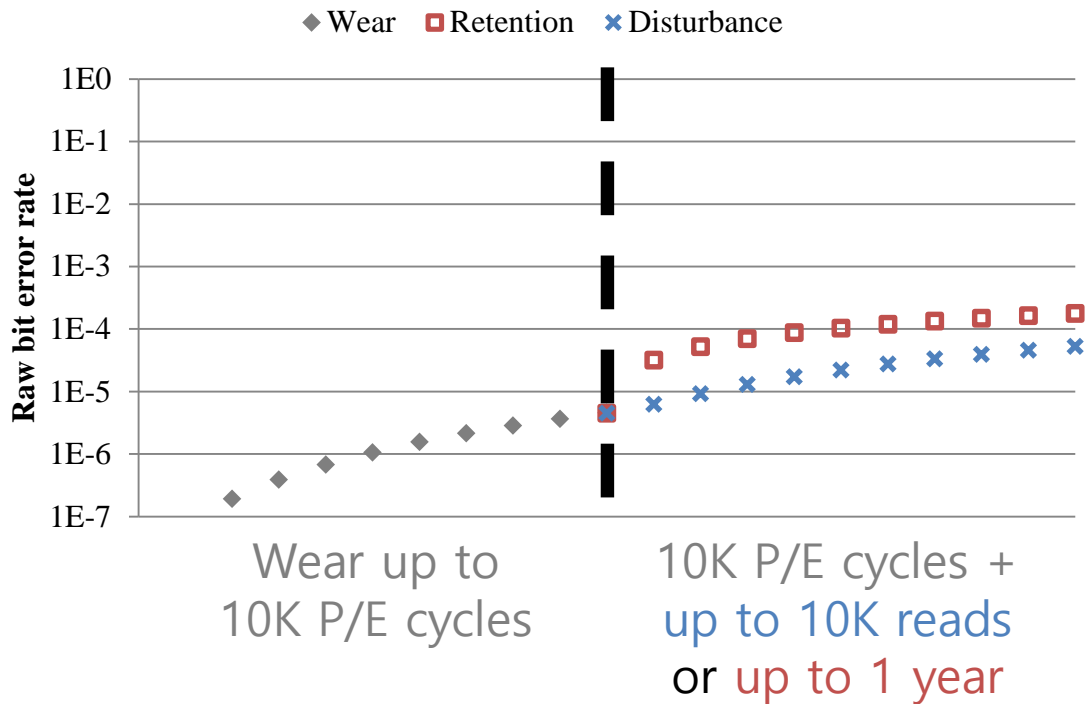 Wear Retention Disturbance
1E0
1E-1
1E-2
1E-3
1E-4
1E-5
1E-6
1E-7
Raw bit error rate
Wear up to
10K P/E cycles
10K P/E cycles +
up to 10K reads
or up to 1 year